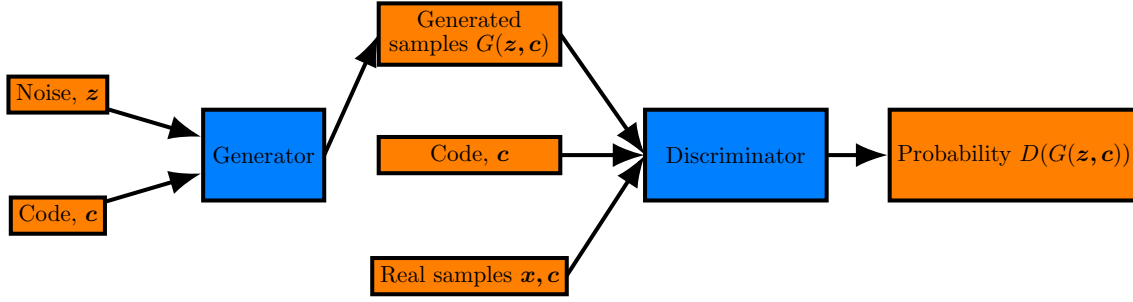 Noise, z
Code, c
Generator
Generated
samples G(z, c)
Code, c
Real samples x, c
Discriminator
Probability D(G(z, c))